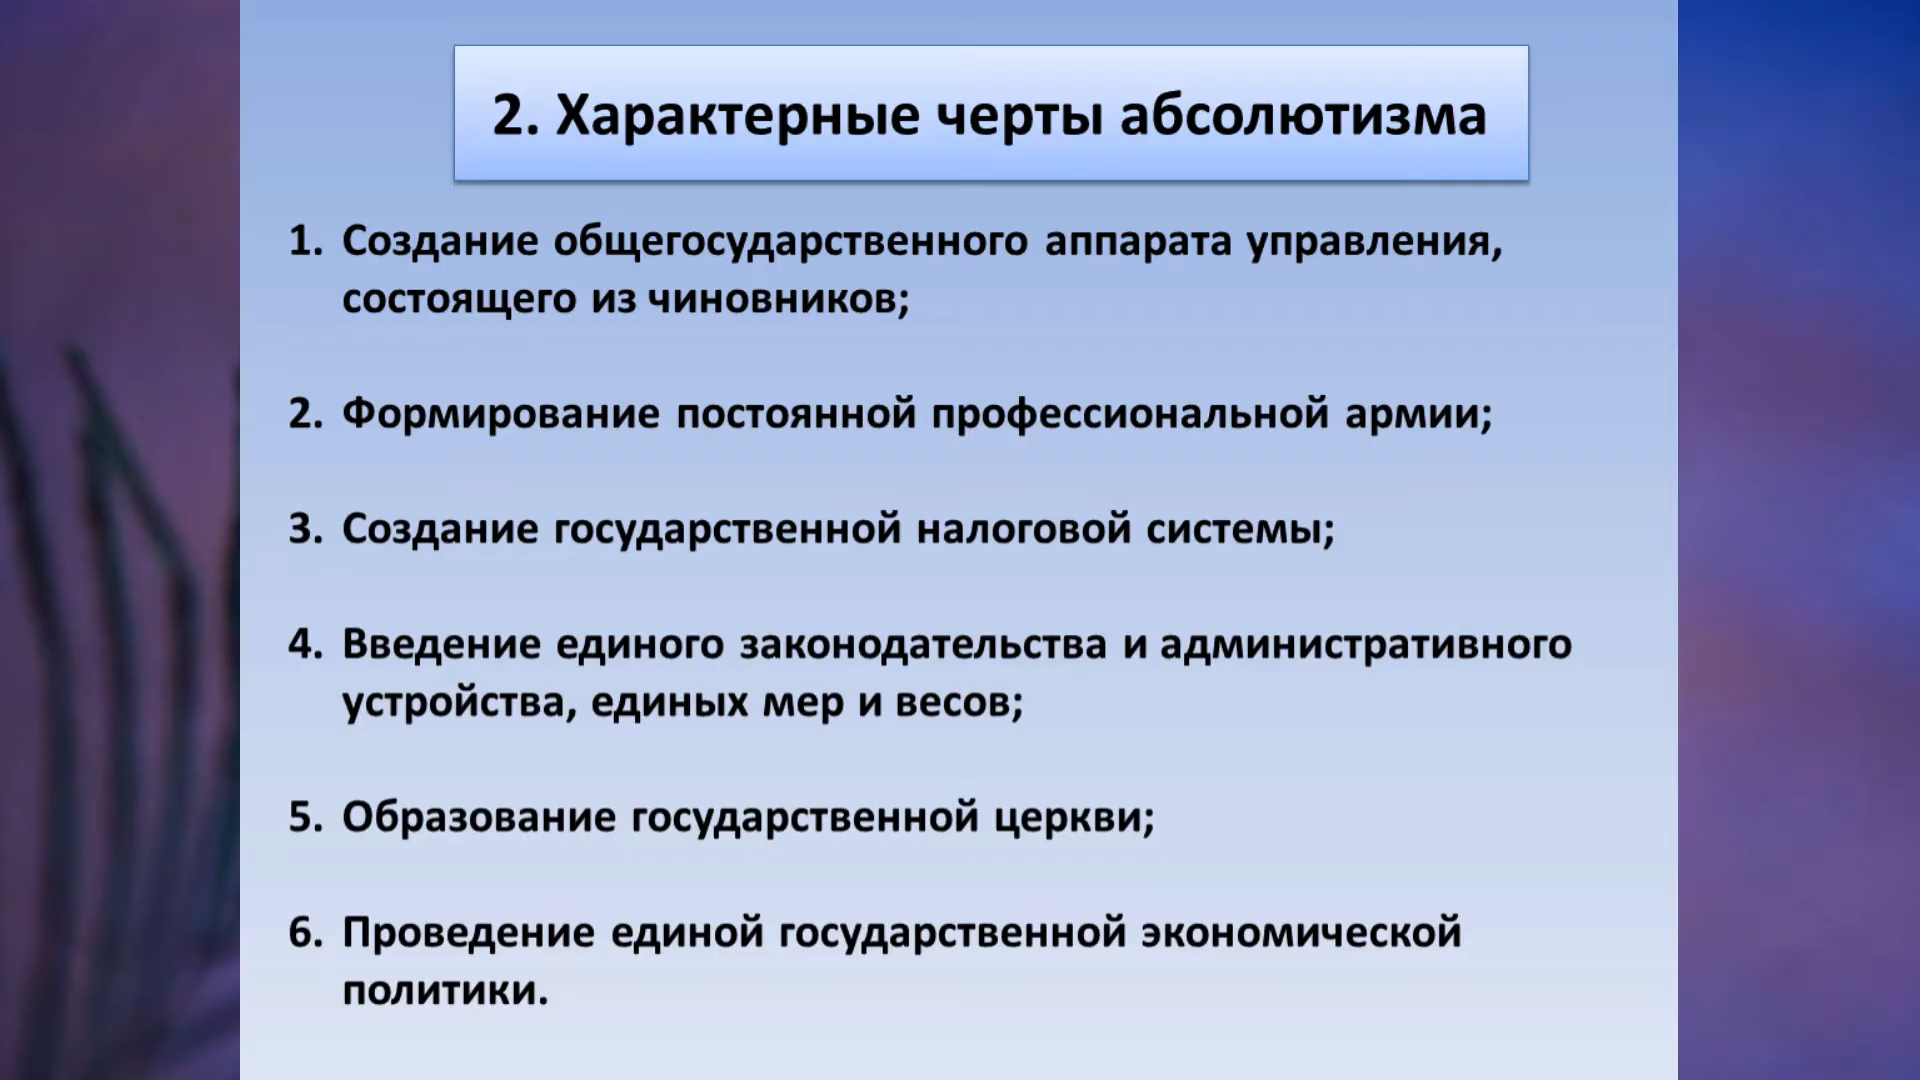 2. Характерные черты абсолютизма
1. Создание общегосударственного аппарата управления,
состоящего из чиновников;
2. Формирование постоянной профессиональной армии;
3. Создание государственной налоговой системы;
4. Введение единого законодательства и административного
устройства, единых мер и весов;
5. Образование государственной церкви;
6. Проведение единой государственной экономической
политики.